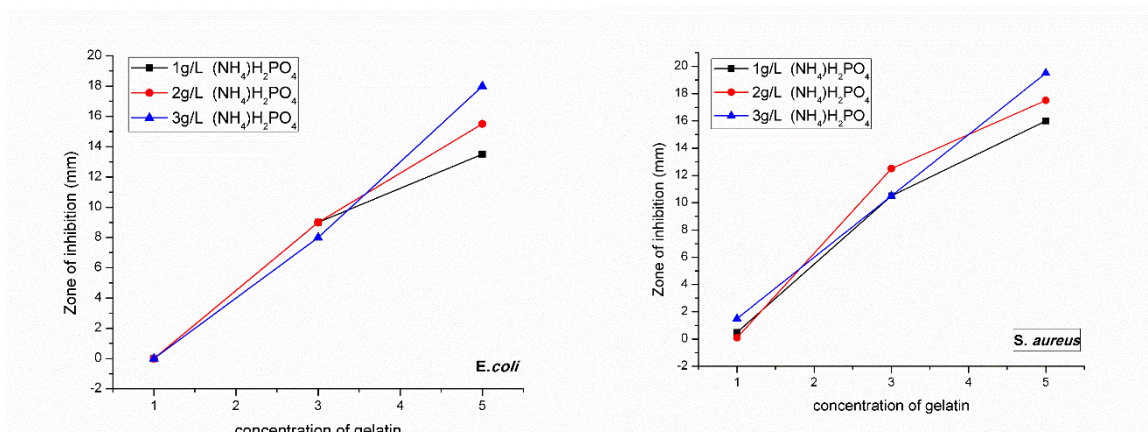 20
18
16
14
12
10
8
6
4
2
0
-2
Zone of inhibition (mm)
1g/L (NH₄)H₂PO₄
2g/L (NH₄)H₂PO₄
3g/L (NH₄)H₂PO₄
E.coli
1
2
3
4
5
concentration of gelatin
20
18
16
14
12
10
8
6
4
2
0
-2
Zone of inhibition (mm)
1g/L (NH₄)H₂PO₄
2g/L (NH₄)H₂PO₄
3g/L (NH₄)H₂PO₄
S. aureus
1
2
3
4
5
concentration of gelatin